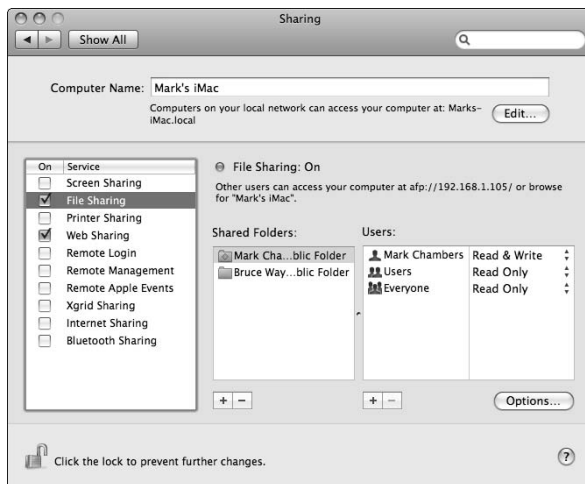 Sharing
Show All
Computer Name: Mark's iMac
Computers on your local network can access your computer at: Marks-
iMac.local
Edit...
On Service
Screen Sharing
File Sharing
Printer Sharing
Web Sharing
Remote Login
Remote Management
Remote Apple Events
Xgrid Sharing
Internet Sharing
Bluetooth Sharing
File Sharing: On
Other users can access your computer at afp://192.168.1.105/ or browse
for "Mark's iMac".
Shared Folders:
Mark Cha...blic Folder
Bruce Way...blic Folder
+ −
Users:
Mark Chambers Read & Write
Users Read Only
Everyone Read Only
+ −
Options...
Click the lock to prevent further changes.
?